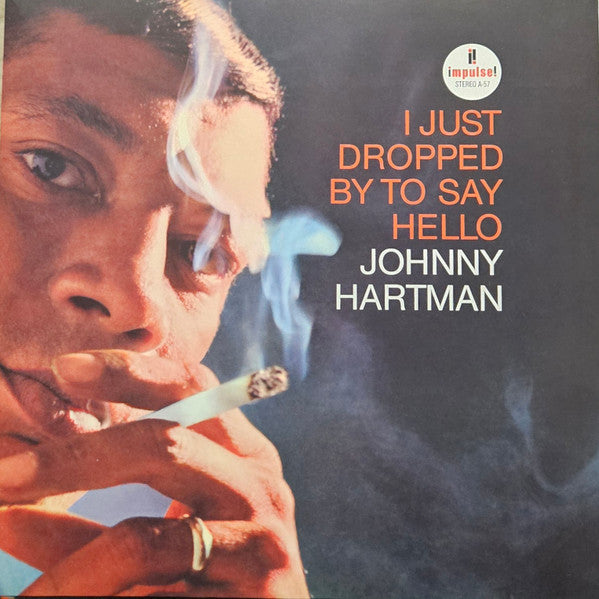 i!
impulse!
STEREO A-57
I JUST
DROPPED
BY TO SAY
HELLO
JOHNNY
HARTMAN